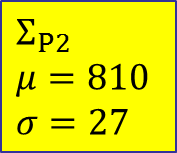 Σ_P2
μ = 810
σ = 27